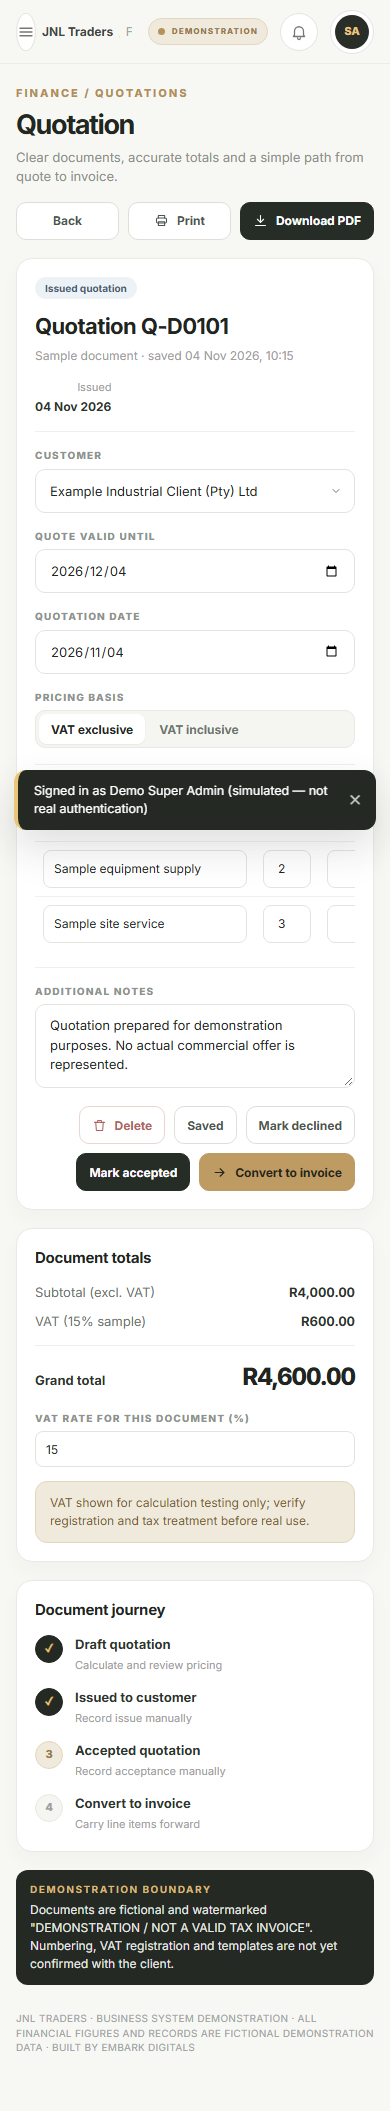 JNL Traders F DEMONSTRATION SA
FINANCE / QUOTATIONS
Quotation
Clear documents, accurate totals and a simple path from
quote to invoice.
Back Print Download PDF
Issued quotation
Quotation Q-D0101
Sample document · saved 04 Nov 2026, 10:15
Issued
04 Nov 2026
CUSTOMER
Example Industrial Client (Pty) Ltd
QUOTE VALID UNTIL
2026/12/04
QUOTATION DATE
2026/11/04
PRICING BASIS
VAT exclusive VAT inclusive
Signed in as Demo Super Admin (simulated — not
real authentication)
Sample equipment supply 2
Sample site service 3
ADDITIONAL NOTES
Quotation prepared for demonstration
purposes. No actual commercial offer is
represented.
Delete Saved Mark declined
Mark accepted Convert to invoice
Document totals
Subtotal (excl. VAT) R4,000.00
VAT (15% sample) R600.00
Grand total R4,600.00
VAT RATE FOR THIS DOCUMENT (%)
15
VAT shown for calculation testing only; verify
registration and tax treatment before real use.
Document journey
Draft quotation
Calculate and review pricing
Issued to customer
Record issue manually
3 Accepted quotation
Record acceptance manually
4 Convert to invoice
Carry line items forward
DEMONSTRATION BOUNDARY
Documents are fictional and watermarked
"DEMONSTRATION / NOT A VALID TAX INVOICE".
Numbering, VAT registration and templates are not yet
confirmed with the client.
JNL TRADERS · BUSINESS SYSTEM DEMONSTRATION · ALL
FINANCIAL FIGURES AND RECORDS ARE FICTIONAL DEMONSTRATION
DATA · BUILT BY EMBARK DIGITALS